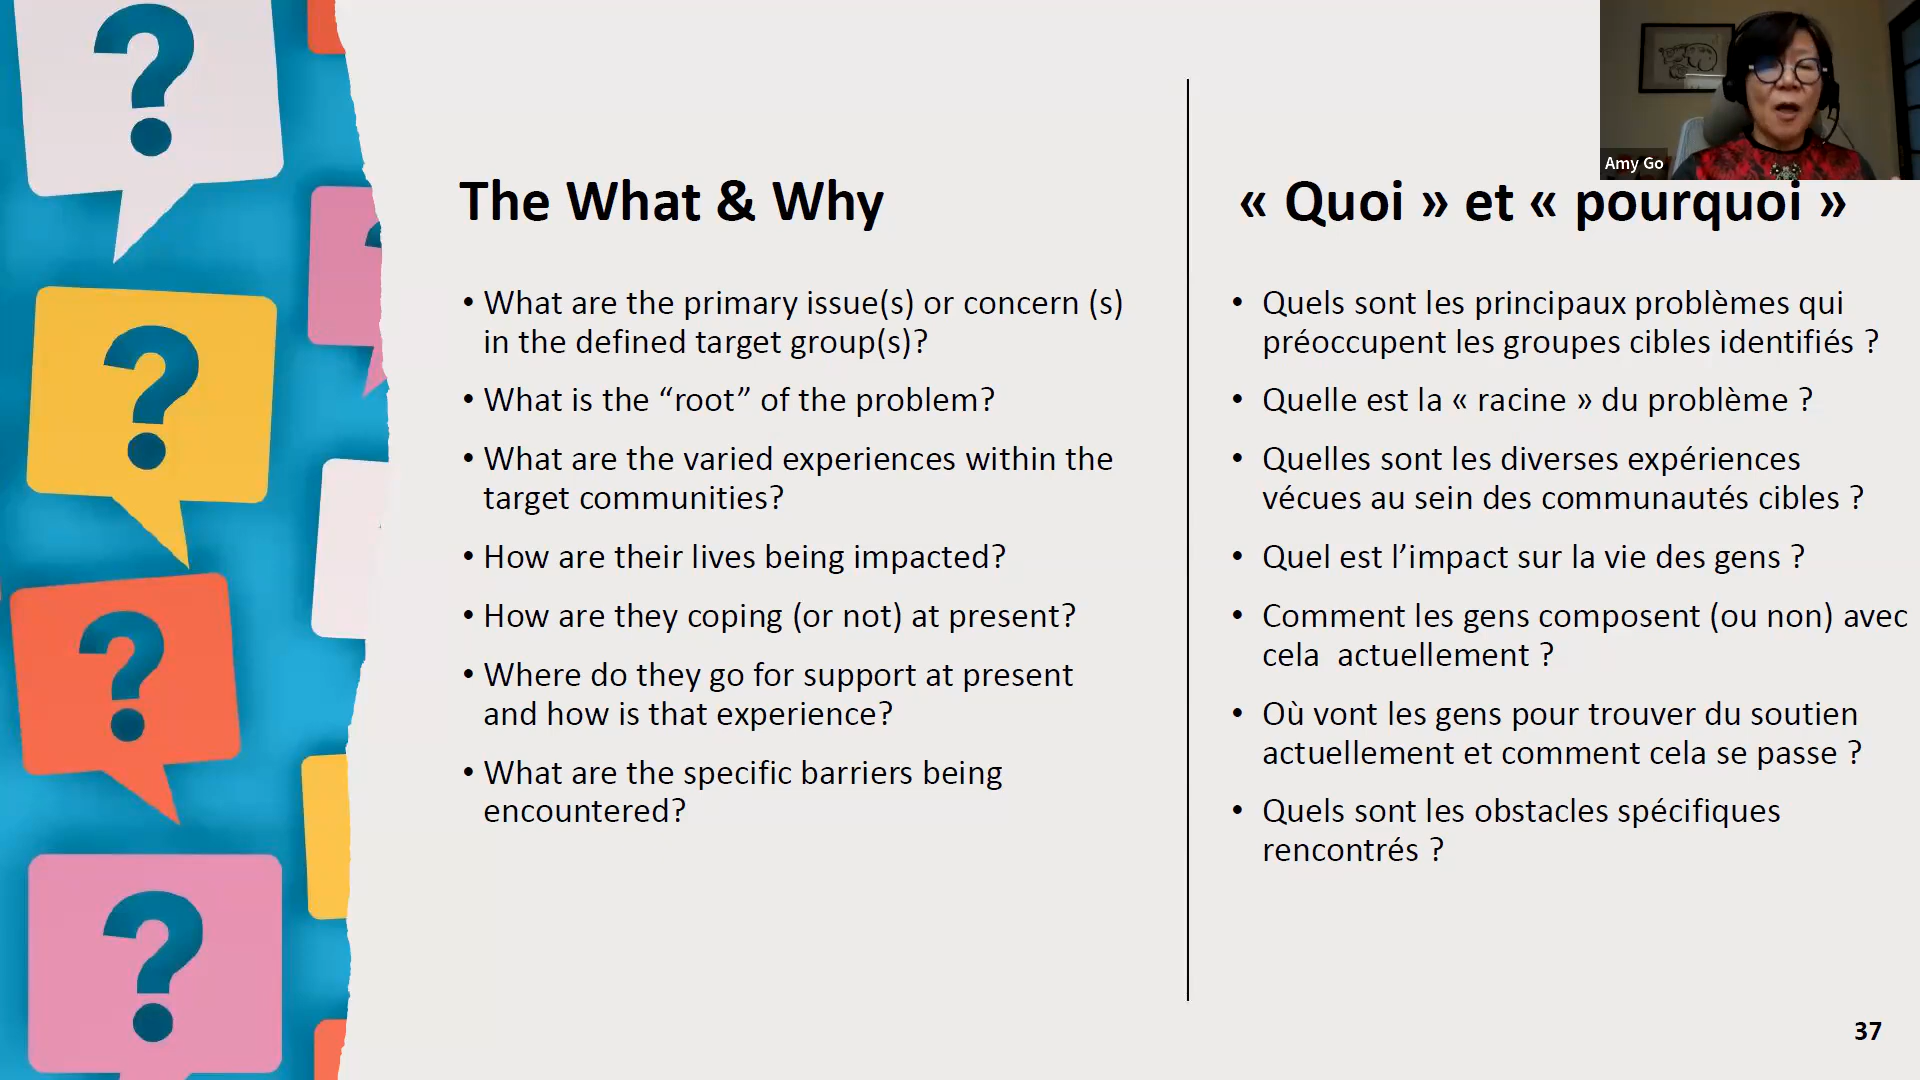 ?
?
?
?
Amy Go
The What & Why
• What are the primary issue(s) or concern (s)
in the defined target group(s)?
• What is the “root” of the problem?
• What are the varied experiences within the
target communities?
• How are their lives being impacted?
• How are they coping (or not) at present?
• Where do they go for support at present
and how is that experience?
• What are the specific barriers being
encountered?
« Quoi » et « pourquoi »
• Quels sont les principaux problèmes qui
préoccupent les groupes cibles identifiés ?
• Quelle est la « racine » du problème ?
• Quelles sont les diverses expériences
vécues au sein des communautés cibles ?
• Quel est l’impact sur la vie des gens ?
• Comment les gens composent (ou non) avec
cela  actuellement ?
• Où vont les gens pour trouver du soutien
actuellement et comment cela se passe ?
• Quels sont les obstacles spécifiques
rencontrés ?
37